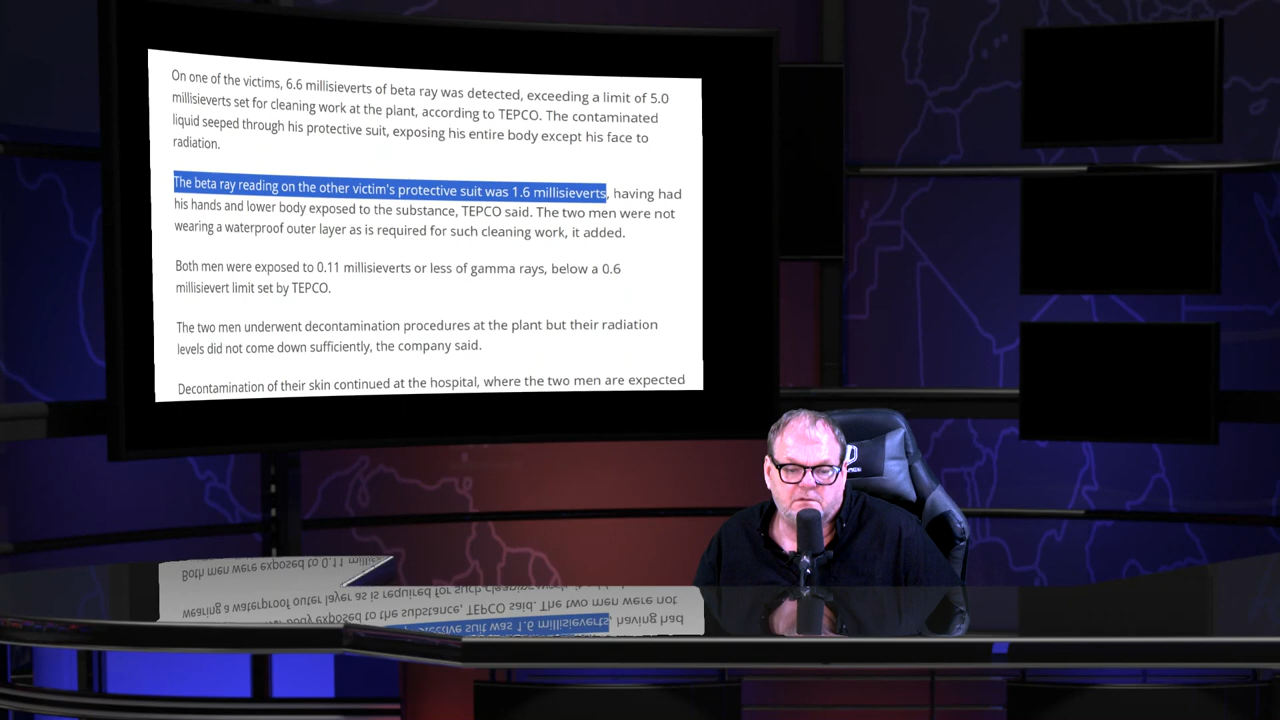 On one of the victims, 6.6 millisieverts of beta ray was detected, exceeding a limit of 5.0
millisieverts set for cleaning work at the plant, according to TEPCO. The contaminated
liquid seeped through his protective suit, exposing his entire body except his face to
radiation.
The beta ray reading on the other victim's protective suit was 1.6 millisieverts, having had
his hands and lower body exposed to the substance, TEPCO said. The two men were not
wearing a waterproof outer layer as is required for such cleaning work, it added.
Both men were exposed to 0.11 millisieverts or less of gamma rays, below a 0.6
millisievert limit set by TEPCO.
The two men underwent decontamination procedures at the plant but their radiation
levels did not come down sufficiently, the company said.
Decontamination of their skin continued at the hospital, where the two men are expected